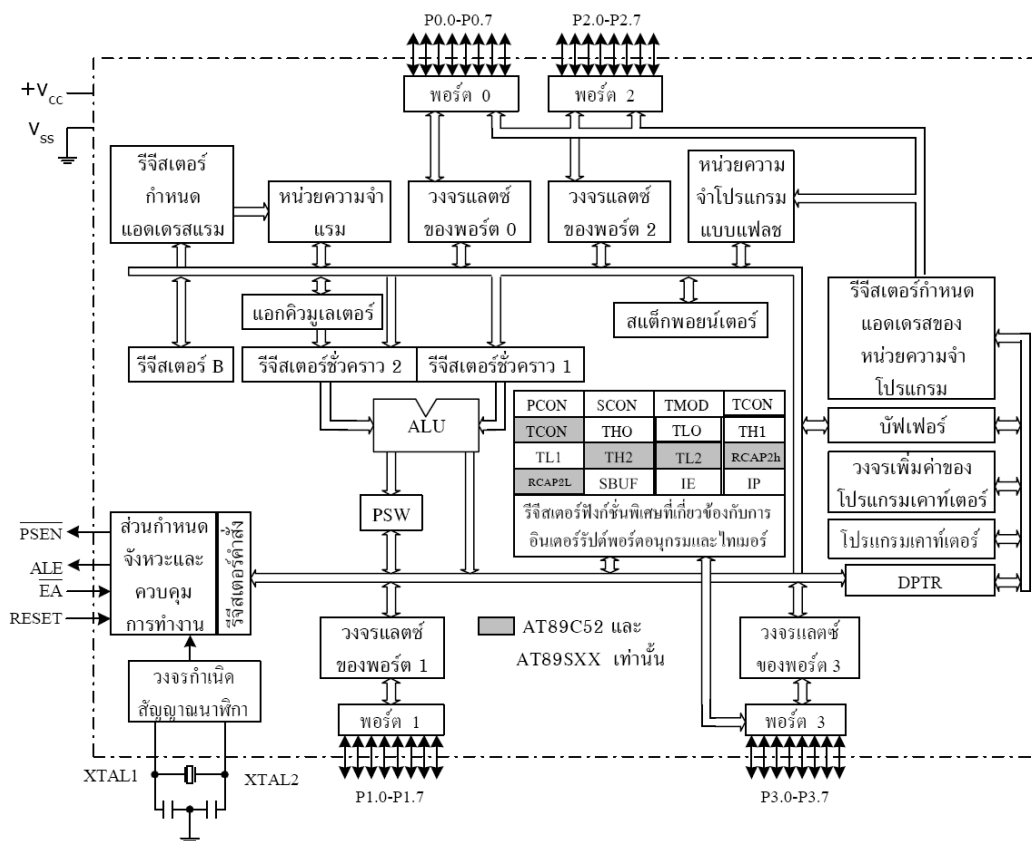 P0.0-P0.7
P2.0-P2.7
+Vcc
Vss
พอร์ต 0
พอร์ต 2
รีจีสเตอร์
กำหนด
แอดเดรสแรม
หน่วยความจำ
แรม
วงจรแลตซ์
ของพอร์ต 0
วงจรแลตซ์
ของพอร์ต 2
หน่วยความ
จำโปรแกรม
แบบแฟลช
แอกคิวมูเลเตอร์
สแต็กพอยน์เตอร์
รีจีสเตอร์กำหนด
แอดเดรสของ
หน่วยความจำ
โปรแกรม
รีจีสเตอร์ B
รีจีสเตอร์ชั่วคราว 2
รีจีสเตอร์ชั่วคราว 1
ALU
PCON SCON TMOD TCON
TCON THO TLO TH1
TL1 TH2 TL2 RCAP2h
RCAP2L SBUF IE IP
รีจีสเตอร์ฟังก์ชั่นพิเศษที่เกี่ยวข้องกับการ
อินเตอร์รัปต์พอร์ตอนุกรมและไทเมอร์
บัฟเฟอร์
วงจรเพิ่มค่าของ
โปรแกรมเคาท์เตอร์
โปรแกรมเคาท์เตอร์
DPTR
PSW
PSEN
ALE
EA
RESET
ส่วนกำหนด
จังหวะและ
ควบคุม
การทำงาน
รีจีสเตอร์คำสั่ง
วงจรแลตซ์
ของพอร์ต 1
AT89C52 และ
AT89SXX เท่านั้น
วงจรแลตซ์
ของพอร์ต 3
วงจรกำเนิด
สัญญาณนาฬิกา
พอร์ต 1
พอร์ต 3
XTAL1
XTAL2
P1.0-P1.7
P3.0-P3.7